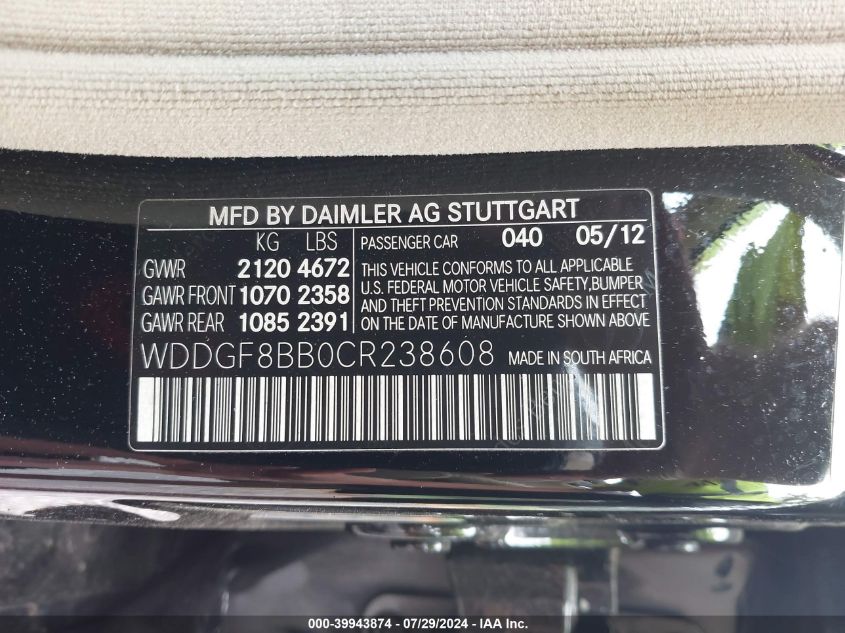 MFD BY DAIMLER AG STUTTGART
KG LBS PASSENGER CAR 040 05/12
GVWR 2120 4672 THIS VEHICLE CONFORMS TO ALL APPLICABLE
U.S. FEDERAL MOTOR VEHICLE SAFETY,BUMPER
GAWR FRONT 1070 2358 AND THEFT PREVENTION STANDARDS IN EFFECT
GAWR REAR 1085 2391 ON THE DATE OF MANUFACTURE SHOWN ABOVE
WDDGF8BB0CR238608 MADE IN SOUTH AFRICA
000-39943874 / 07/29/2024 - IAA Inc.